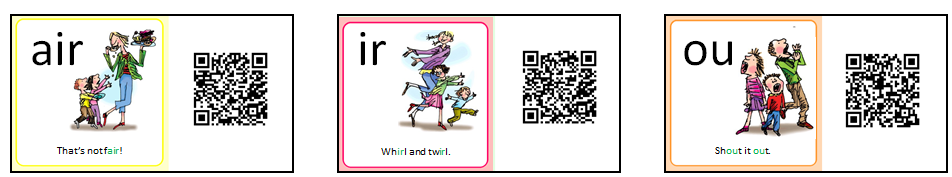 air
That's not fair!
ir
Whirl and twirl.
ou
Shout it out.